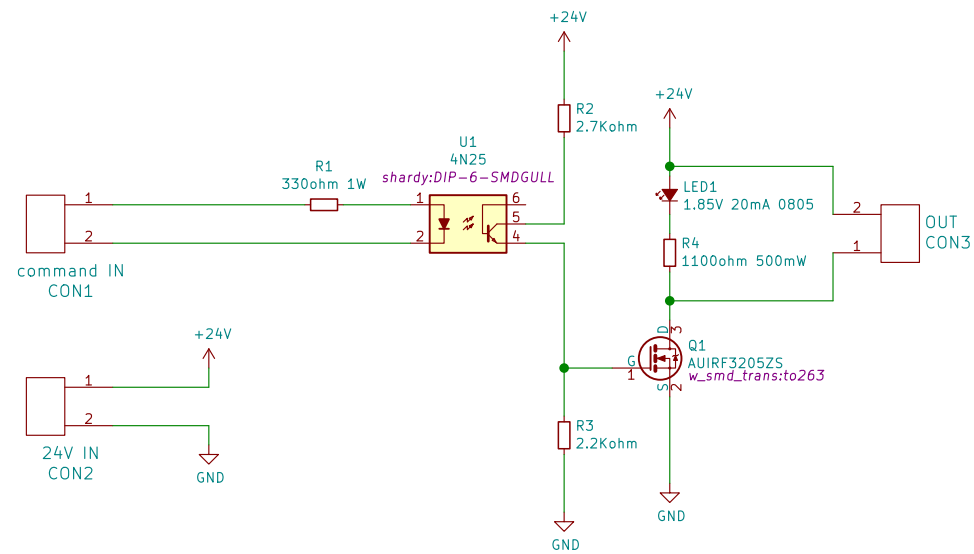 +24V
R2
2.7Kohm
+24V
U1
4N25
shardy:DIP-6-SMDGULL
R1
330ohm 1W
1
2
command IN
CON1
1
2
6
5
4
LED1
1.85V 20mA 0805
R4
1100ohm 500mW
2
1
OUT
CON3
+24V
1
2
24V IN
CON2
GND
D
3
G
1
S
2
Q1
AUIRF3205ZS
w_smd_trans:to263
R3
2.2Kohm
GND
GND